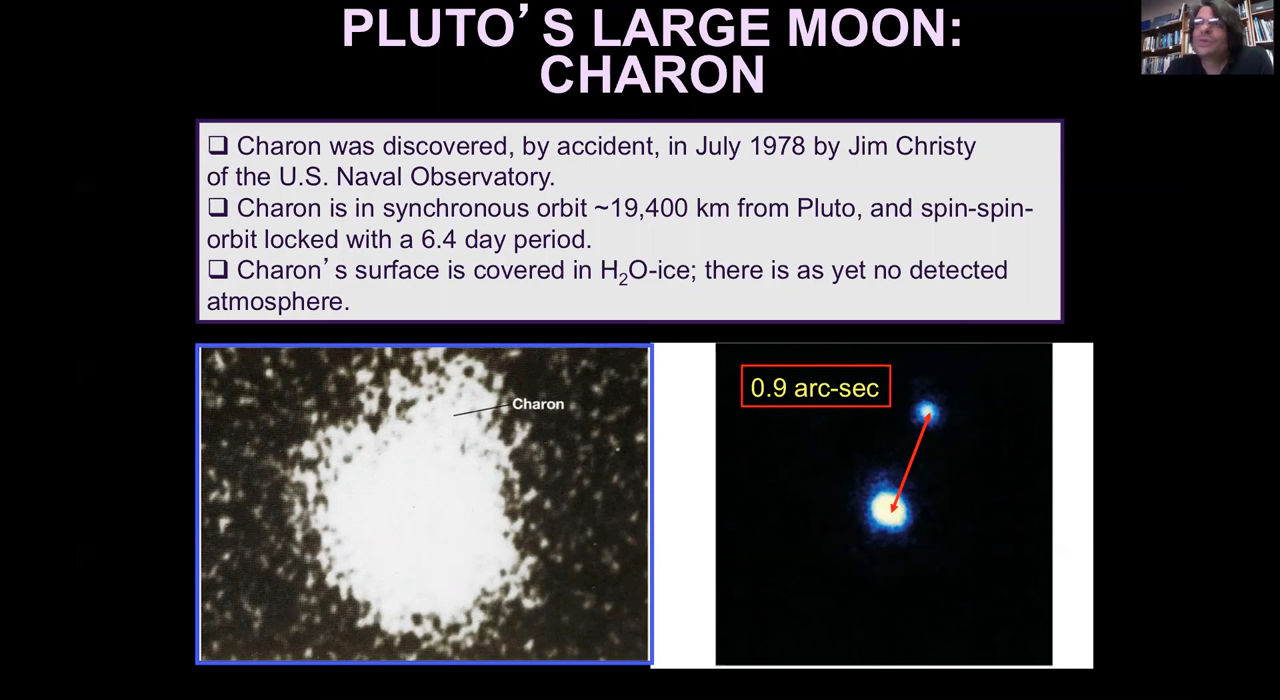 PLUTO’S LARGE MOON:
CHARON
❑ Charon was discovered, by accident, in July 1978 by Jim Christy
of the U.S. Naval Observatory.
❑ Charon is in synchronous orbit ~19,400 km from Pluto, and spin-spin-
orbit locked with a 6.4 day period.
❑ Charon’s surface is covered in H₂O-ice; there is as yet no detected
atmosphere.
Charon
0.9 arc-sec